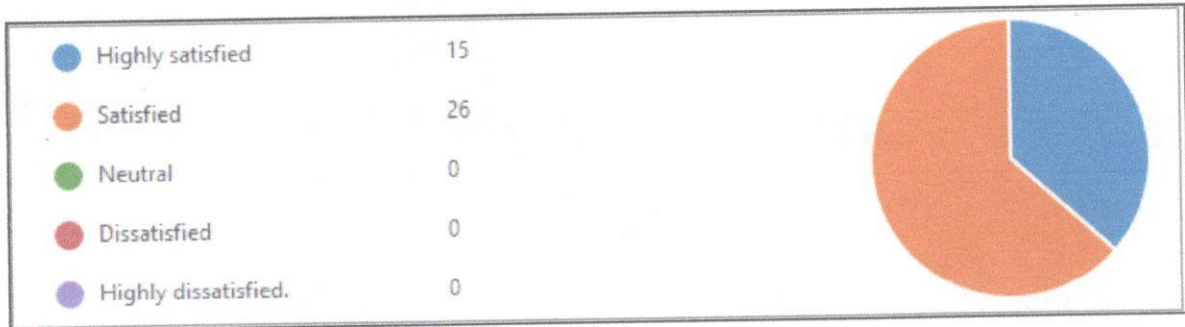 Highly satisfied 15
Satisfied 26
Neutral 0
Dissatisfied 0
Highly dissatisfied. 0